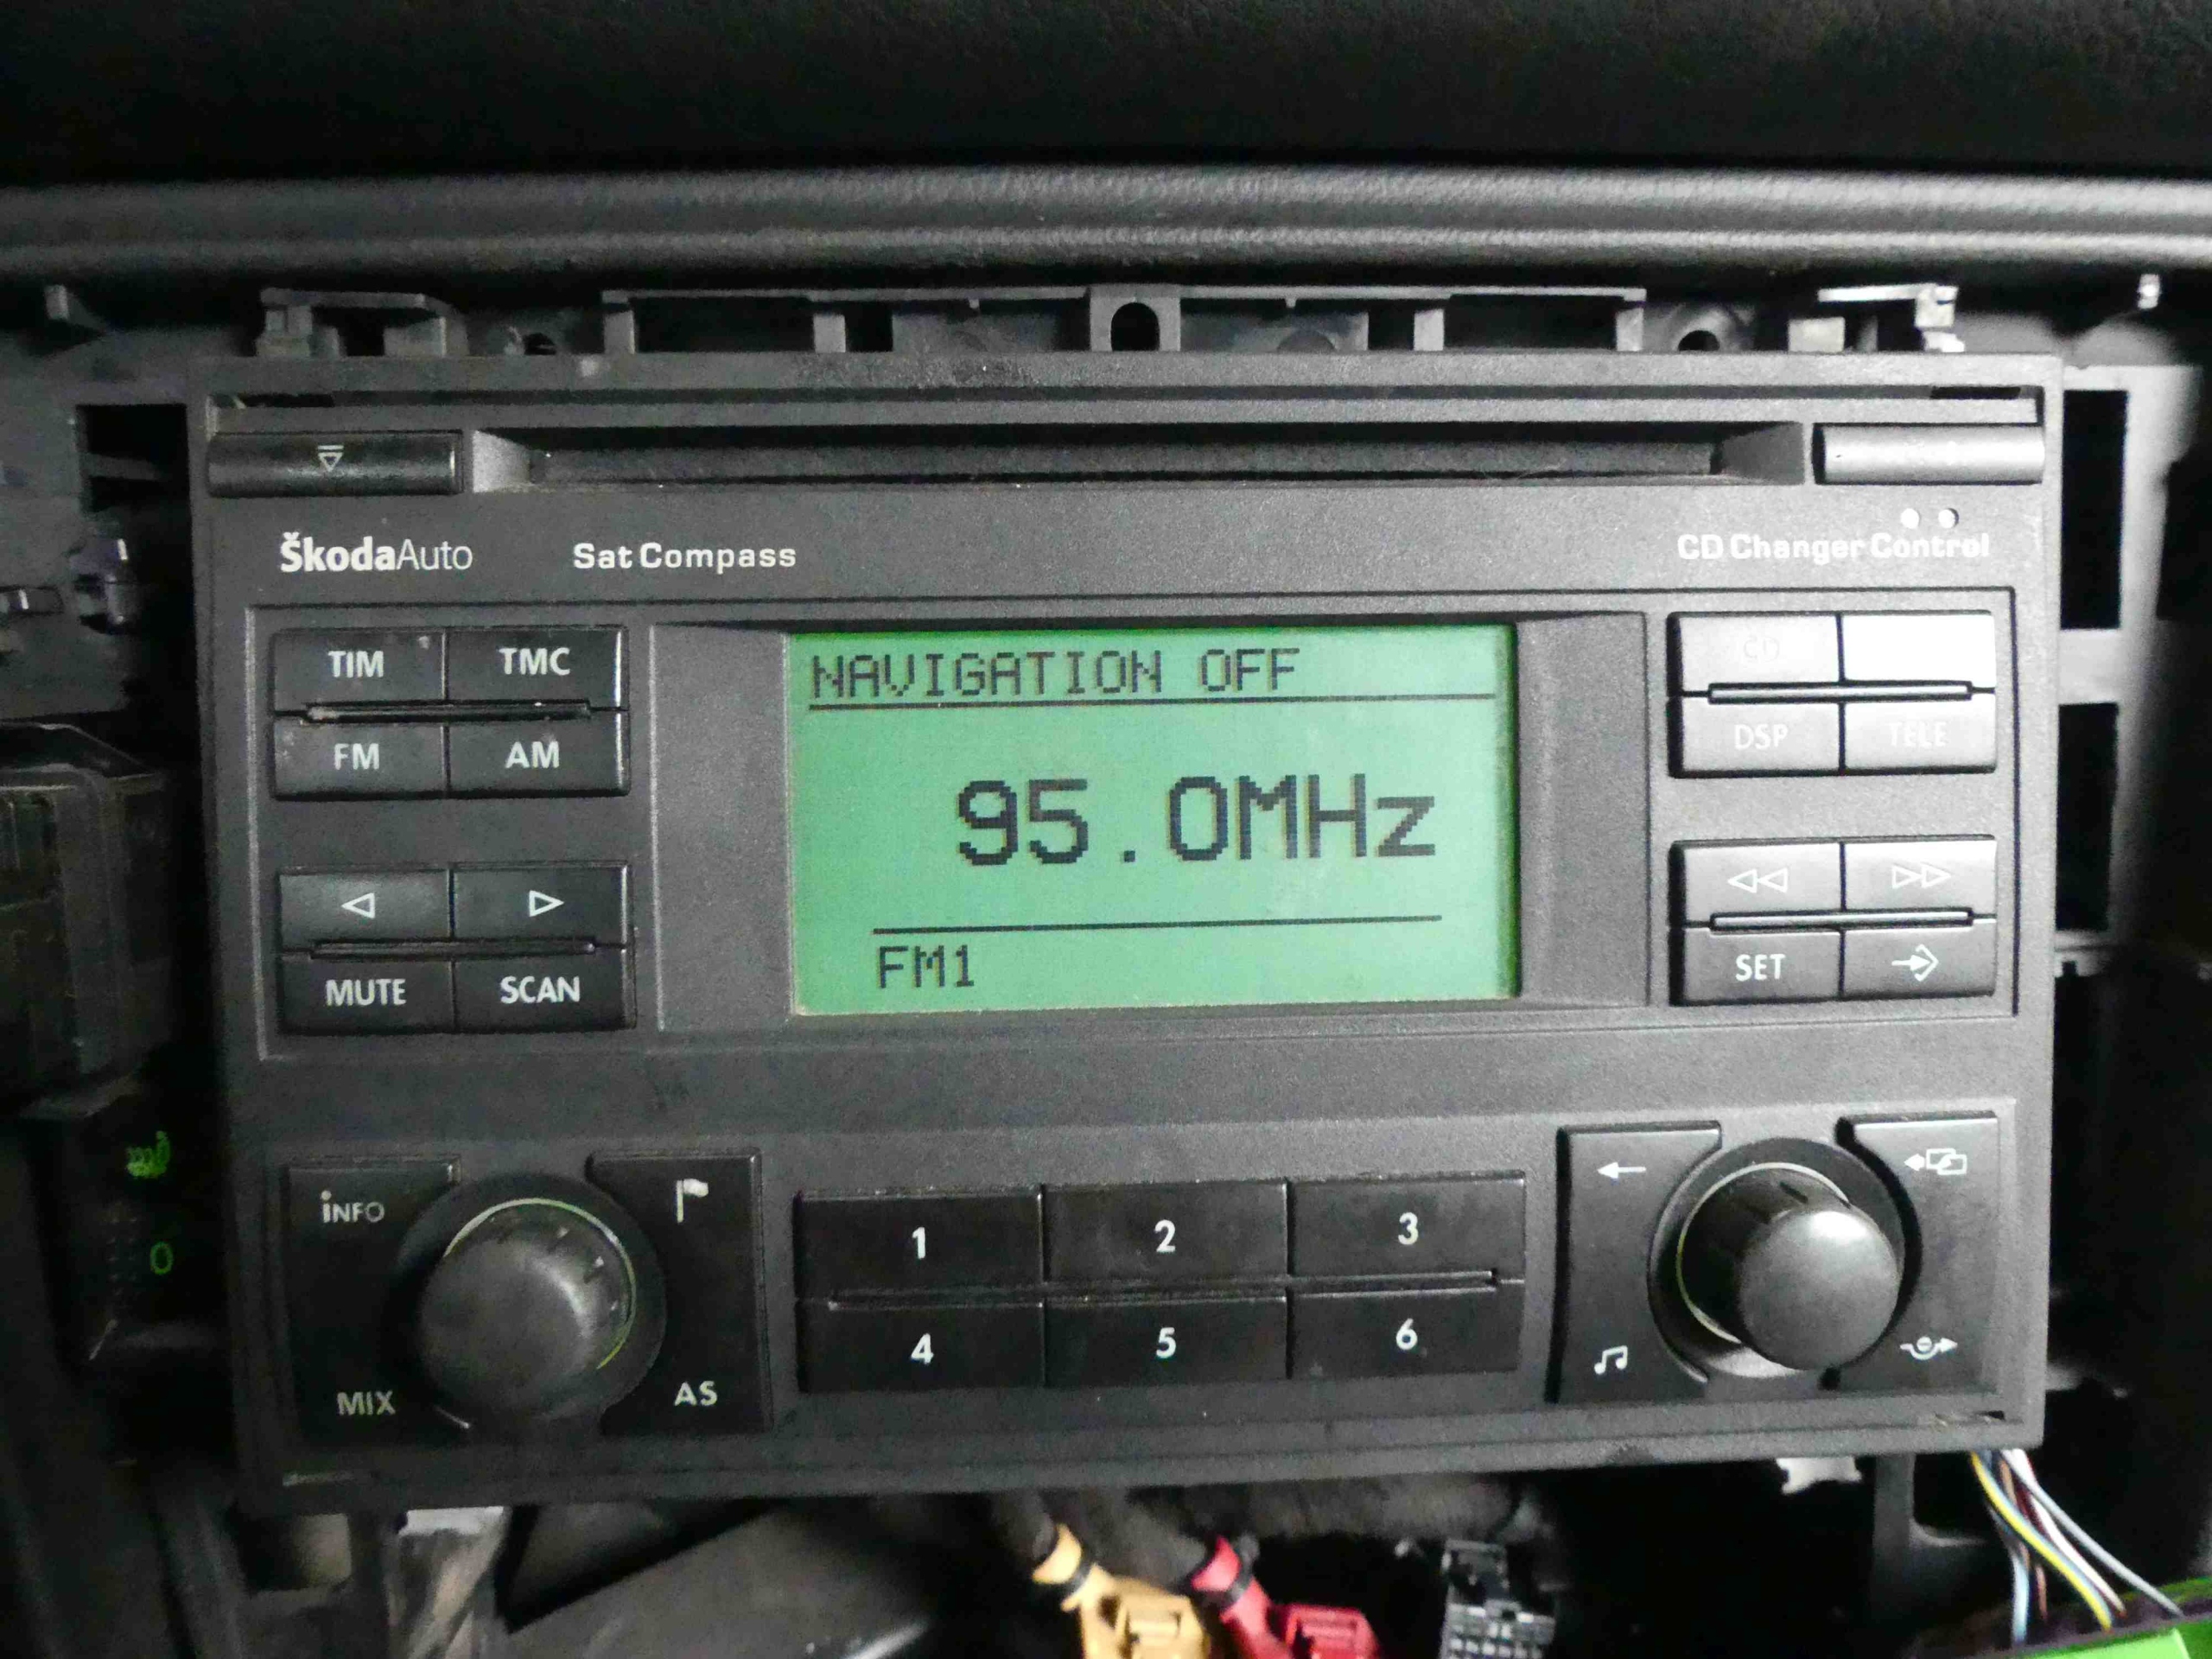 ŠkodaAuto Sat Compass CD Changer Control
TIM TMC
FM AM
NAVIGATION OFF
95.0MHz
FM1
CD
DSP TELE
MUTE SCAN
SET
iNFO
MIX AS
1 2 3
4 5 6
0